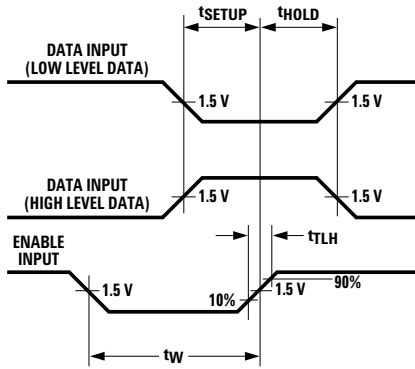 tSETUP
tHOLD
DATA INPUT
(LOW LEVEL DATA)
1.5 V
1.5 V
DATA INPUT
(HIGH LEVEL DATA)
1.5 V
1.5 V
ENABLE
INPUT
tTLH
1.5 V
10%
1.5 V
90%
tW